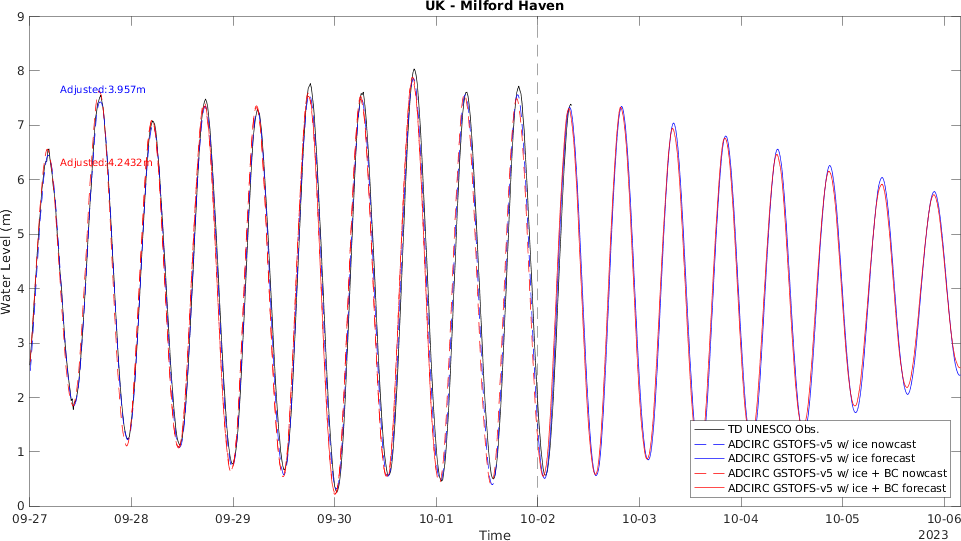 UK - Milford Haven
9
8
7
6
5
4
3
2
1
0
Water Level (m)
Adjusted:3.957m
Adjusted:4.2432m
TD UNESCO Obs.
ADCIRC GSTOFS-v5 w/ ice nowcast
ADCIRC GSTOFS-v5 w/ ice forecast
ADCIRC GSTOFS-v5 w/ ice + BC nowcast
ADCIRC GSTOFS-v5 w/ ice + BC forecast
09-27 09-28 09-29 09-30 10-01 10-02 10-03 10-04 10-05 10-06
Time
2023